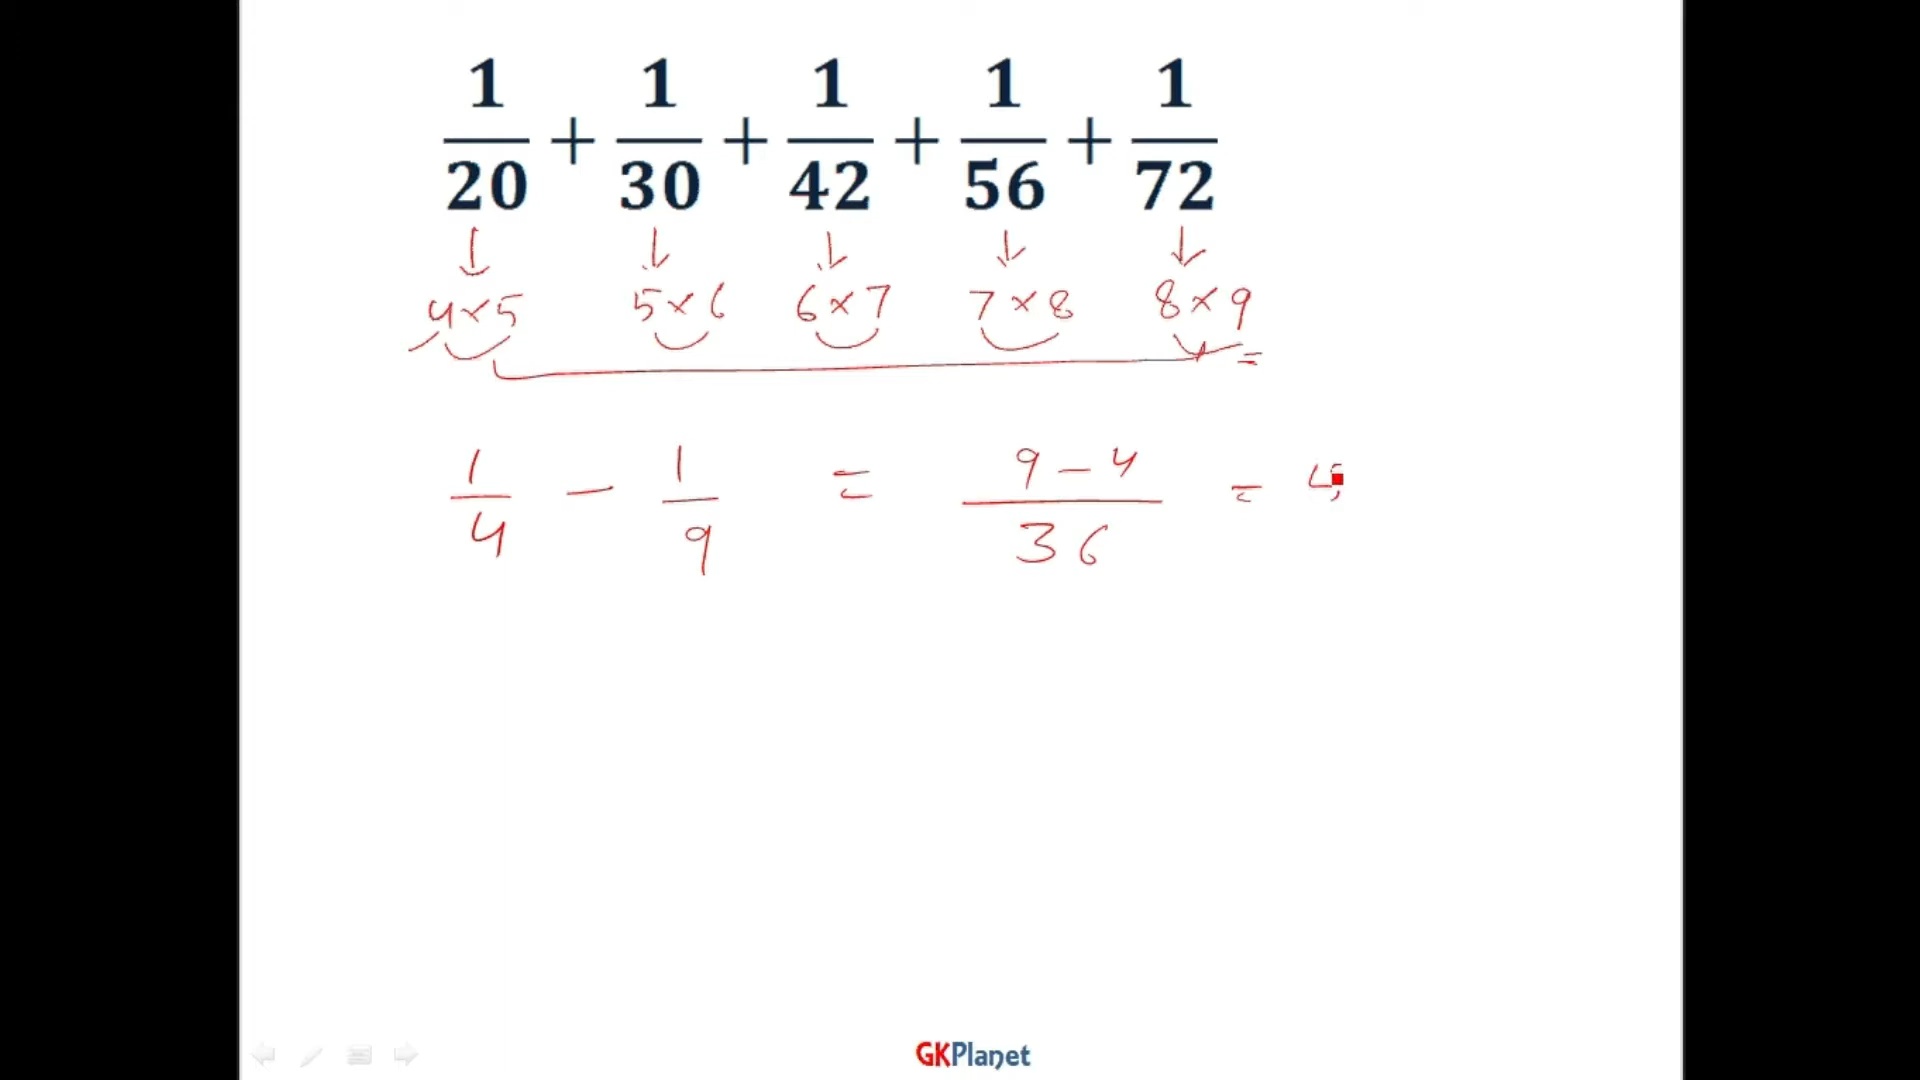 1/20 + 1/30 + 1/42 + 1/56 + 1/72
4×5 5×6 6×7 7×8 8×9
=
1/4 - 1/9 = 9-4/36 =
GKPlanet